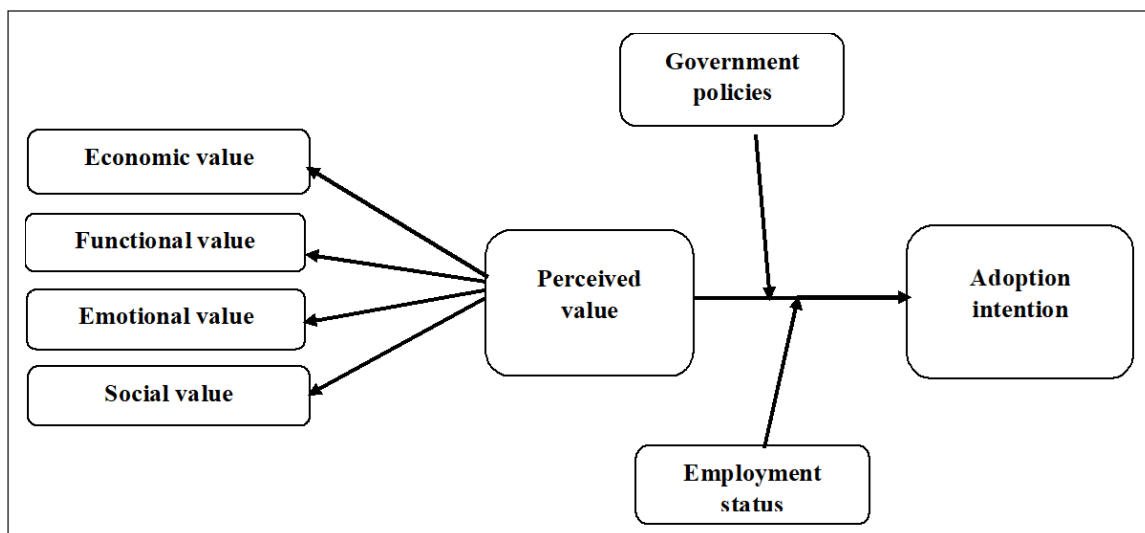 Government
policies
Economic value
Functional value
Emotional value
Social value
Perceived
value
Adoption
intention
Employment
status